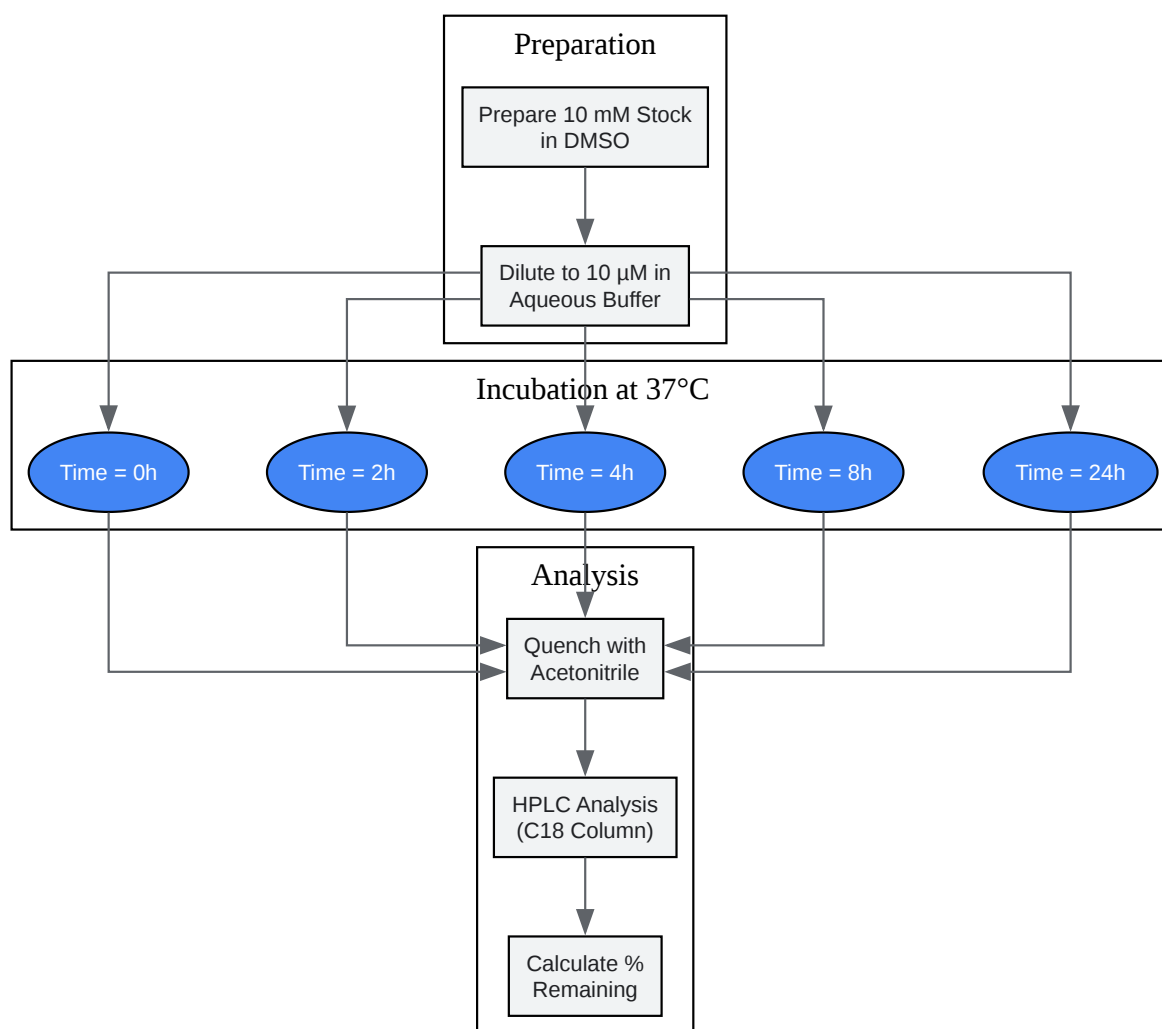 Preparation
Prepare 10 mM Stock
in DMSO
Dilute to 10 µM in
Aqueous Buffer
Incubation at 37°C
Time = 0h
Time = 2h
Time = 4h
Time = 8h
Time = 24h
Analysis
Quench with
Acetonitrile
HPLC Analysis
(C18 Column)
Calculate %
Remaining